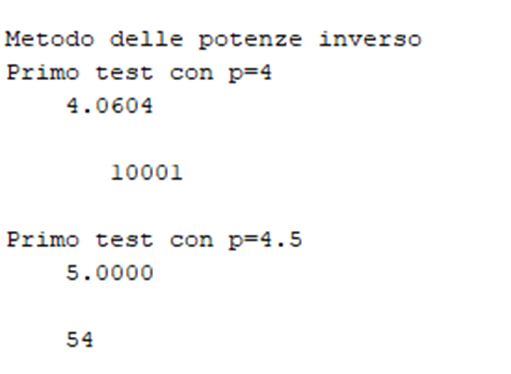 Metodo delle potenze inverso
Primo test con p=4
4.0604
10001
Primo test con p=4.5
5.0000
54